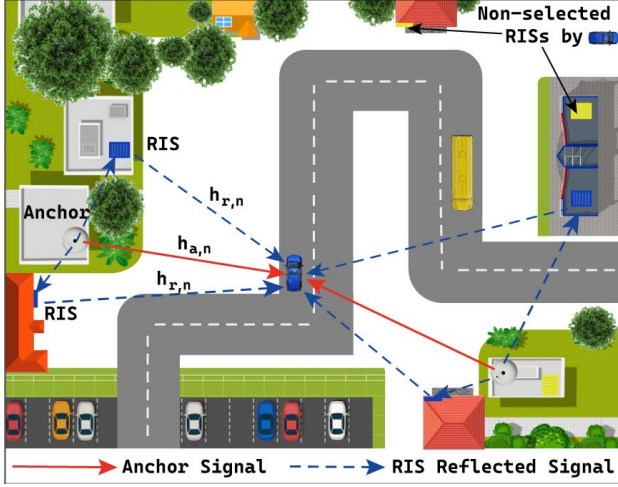 Non-selected
RISs by
RIS
h_{r,n}
Anchor
h_{a,n}
h_{r,n}
RIS
Anchor Signal
RIS Reflected Signal